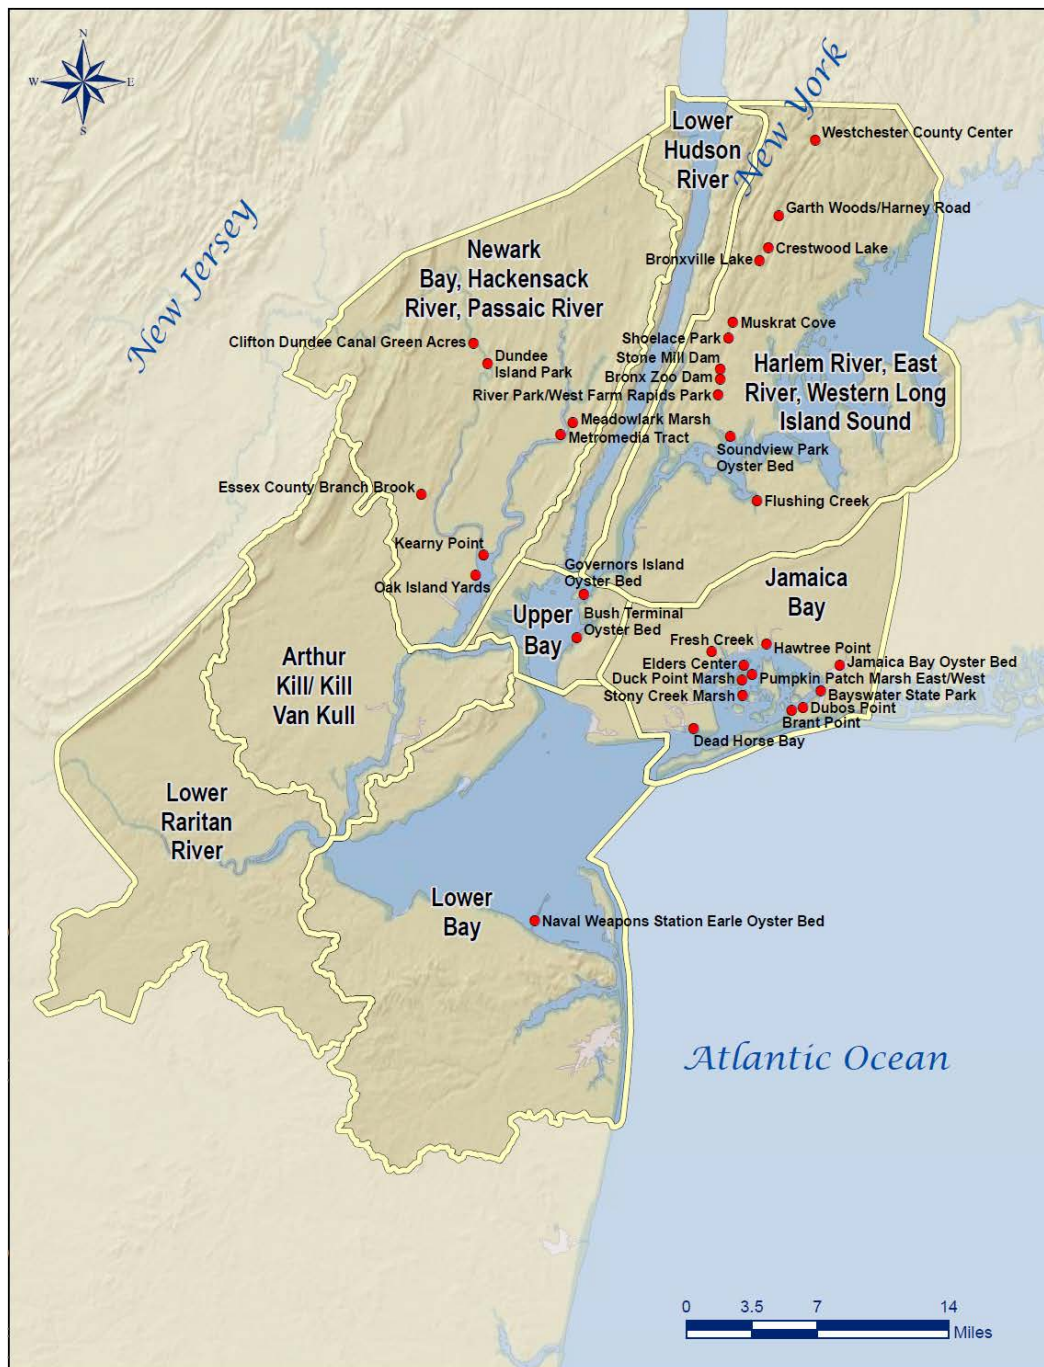 N
W
E
S
New Jersey
New York
Lower
Hudson
River
Westchester County Center
Garth Woods/Harney Road
Crestwood Lake
Bronxville Lake
Newark
Bay, Hackensack
River, Passaic River
Muskrat Cove
Shoelace Park
Clifton Dundee Canal Green Acres
Dundee
Island Park
Stone Mill Dam
Bronx Zoo Dam
River Park/West Farm Rapids Park
Harlem River, East
River, Western Long
Island Sound
Meadowlark Marsh
Metromedia Tract
Soundview Park
Oyster Bed
Essex County Branch Brook
Flushing Creek
Kearny Point
Oak Island Yards
Governors Island
Oyster Bed
Jamaica
Bay
Upper
Bay
Bush Terminal
Oyster Bed
Fresh Creek
Hawtree Point
Elders Center
Jamaica Bay Oyster Bed
Duck Point Marsh
Pumpkin Patch Marsh East/West
Stony Creek Marsh
Bayswater State Park
Dubos Point
Brant Point
Dead Horse Bay
Arthur
Kill/ Kill
Van Kull
Lower
Raritan
River
Lower
Bay
Naval Weapons Station Earle Oyster Bed
Atlantic Ocean
0 3.5 7 14
Miles